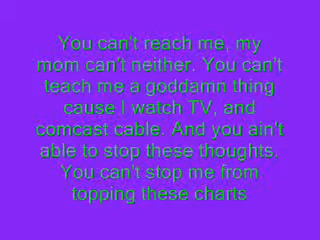 You can't reach me, my
mom can't neither. You can't
teach me a goddamn thing
cause I watch TV, and
comcast cable. And you ain't
able to stop these thoughts.
You can't stop me from
topping these charts